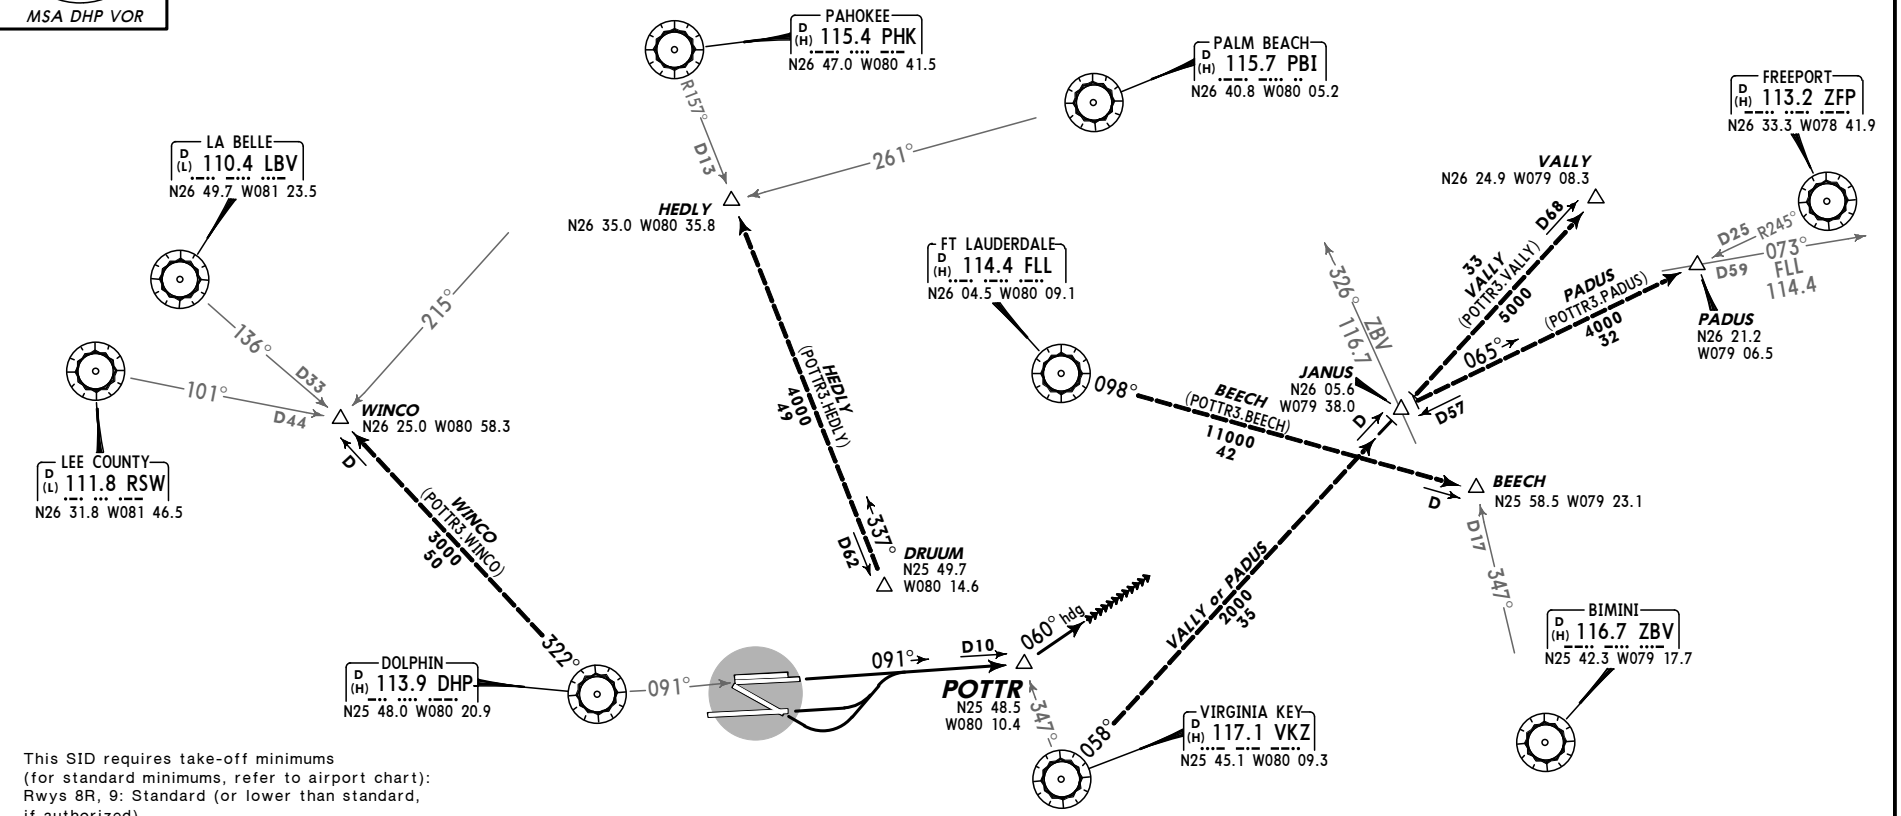 MSA DHP VOR
PAHOKEE
D
(H) 115.4 PHK
N26 47.0 W080 41.5
PALM BEACH
D
(H) 115.7 PBI
N26 40.8 W080 05.2
FREEPORT
D
(H) 113.2 ZFP
N26 33.3 W078 41.9
LA BELLE
D
(L) 110.4 LBV
N26 49.7 W081 23.5
R157°
D13
261°
HEDLY
N26 35.0 W080 35.8
VALLY
N26 24.9 W079 08.3
D68
33
VALLY
(POTTR3.VALLY)
5000
D25
R245°
073°
D59
FLL
114.4
FT LAUDERDALE
D
(H) 114.4 FLL
N26 04.5 W080 09.1
326°
ZBV
116.7
PADUS
(POTTR3.PADUS)
4000
32
065°
PADUS
N26 21.2
W079 06.5
136°
D33
215°
101°
D44
WINCO
N26 25.0 W080 58.3
D
LEE COUNTY
D
(L) 111.8 RSW
N26 31.8 W081 46.5
HEDLY
(POTTR3.HEDLY)
4000
49
JANUS
N26 05.6
W079 38.0
D57
D
098°
BEECH
(POTTR3.BEECH)
11000
42
BEECH
N25 58.5 W079 23.1
D
D17
347°
WINCO
(POTTR3.WINCO)
3000
50
322°
337°
D62
DRUUM
N25 49.7
W080 14.6
VALLY or PADUS
2000
35
BIMINI
D
(H) 116.7 ZBV
N25 42.3 W079 17.7
DOLPHIN
D
(H) 113.9 DHP
N25 48.0 W080 20.9
091°
091°
D10
060° hdg
POTTR
N25 48.5
W080 10.4
347°
058°
VIRGINIA KEY
D
(H) 117.1 VKZ
N25 45.1 W080 09.3
This SID requires take-off minimums
(for standard minimums, refer to airport chart):
Rwys 8R, 9: Standard (or lower than standard,
if authorized)